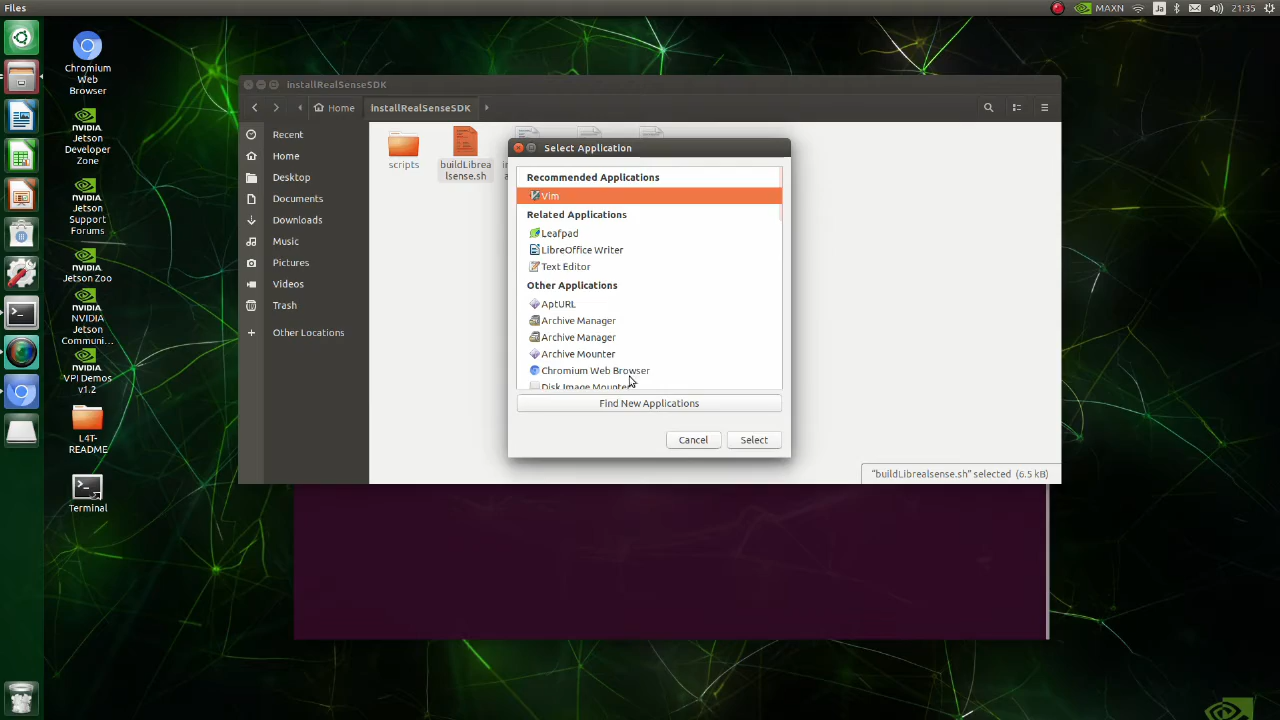 Files
MAXN
Ja
21:35
Chromium
Web
Browser
NVIDIA
Jetson
Developer
Zone
NVIDIA
Jetson
Support
Forums
NVIDIA
Jetson Zoo
NVIDIA
NVIDIA
Jetson
Communi...
NVIDIA
VPI Demos
v1.2
L4T-
README
Terminal
installRealSenseSDK
Home
installRealSenseSDK
Recent
Home
Desktop
Documents
Downloads
Music
Pictures
Videos
Trash
Other Locations
scripts
buildLibrea
lsense.sh
Select Application
Recommended Applications
Vim
Related Applications
Leafpad
LibreOffice Writer
Text Editor
Other Applications
AptURL
Archive Manager
Archive Manager
Archive Mounter
Chromium Web Browser
Disk Image Mounter
Find New Applications
Cancel
Select
"buildLibrealsense.sh" selected (6.5 kB)